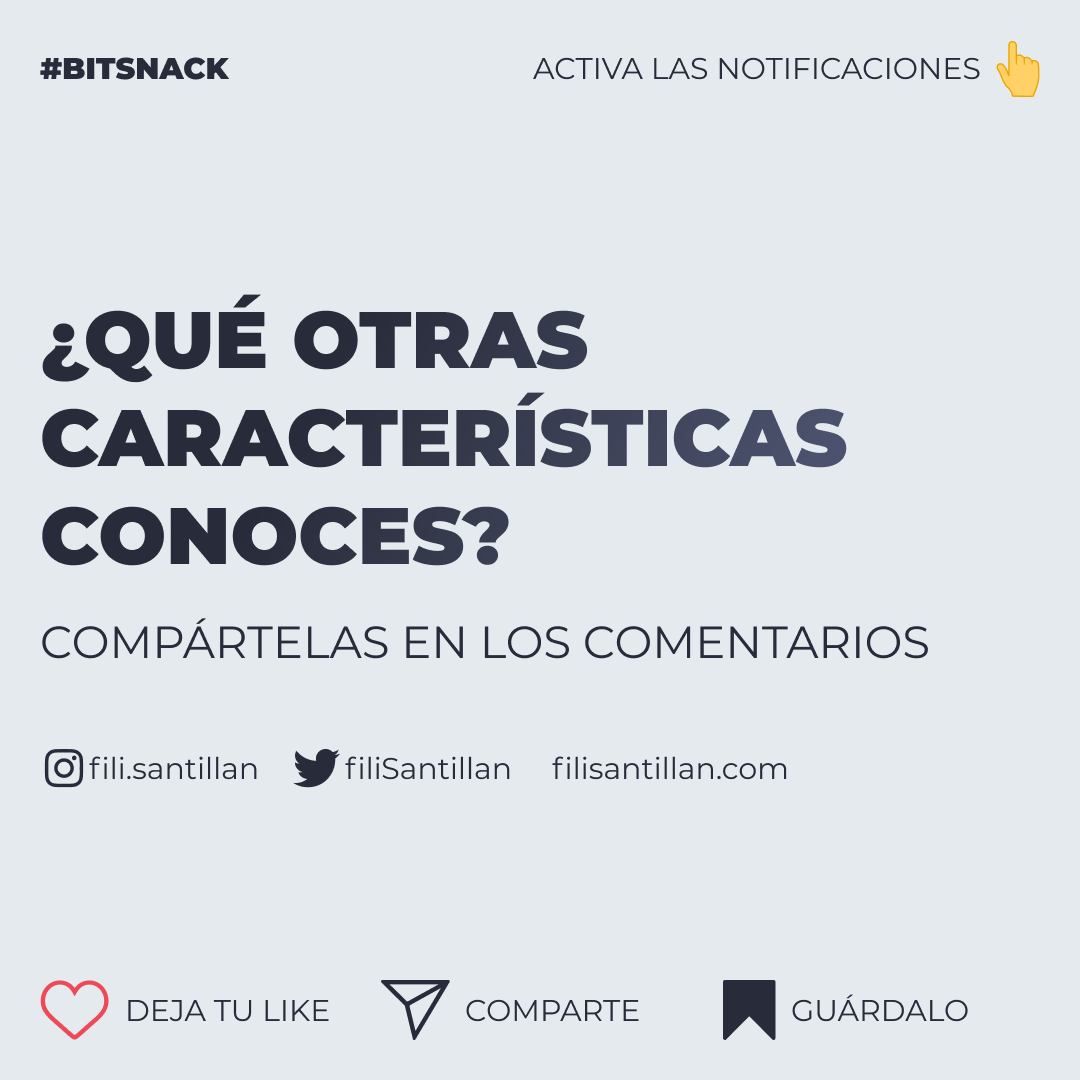 #BITSNACK
ACTIVA LAS NOTIFICACIONES
¿QUÉ OTRAS
CARACTERÍSTICAS
CONOCES?
COMPÁRTELAS EN LOS COMENTARIOS
fili.santillan filiSantillan filisantillan.com
DEJA TU LIKE COMPARTE GUÁRDALO